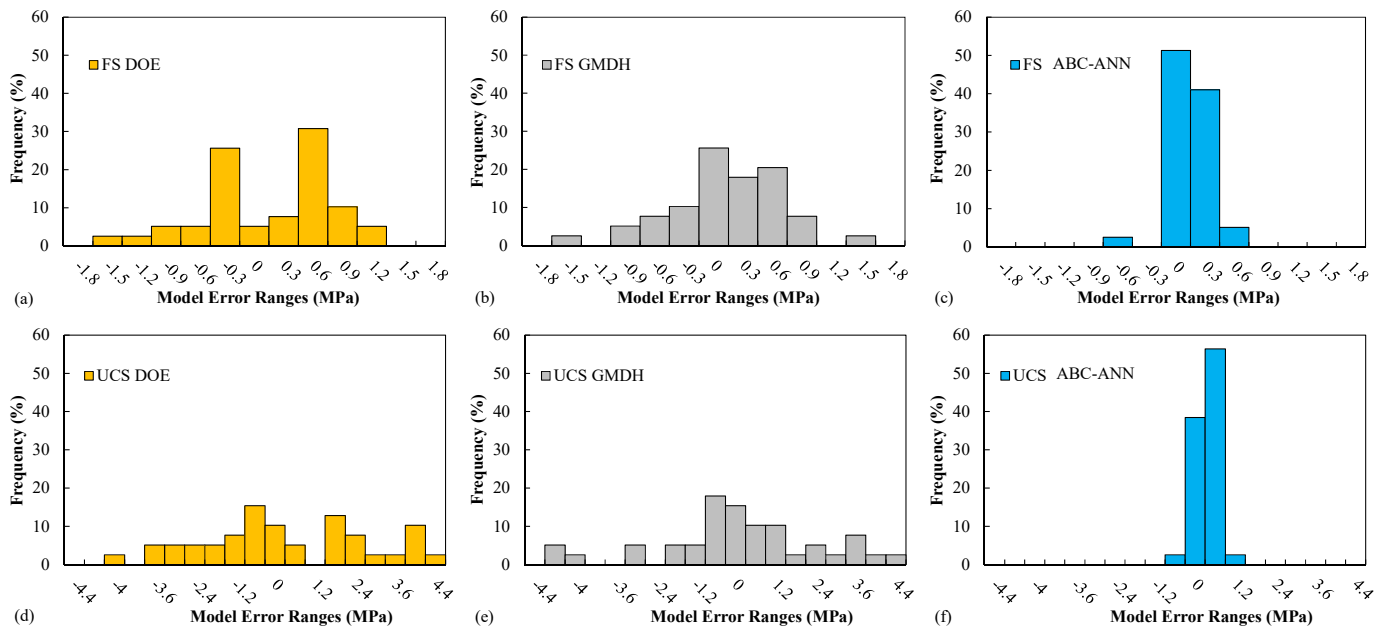 60
50
40
30
20
10
0
Frequency (%)
FS DOE
-1.8 -1.5 -1.2 -0.9 -0.6 -0.3 0 0.3 0.6 0.9 1.2 1.5 1.8
(a) Model Error Ranges (MPa)
60
50
40
30
20
10
0
Frequency (%)
FS GMDH
-1.8 -1.5 -1.2 -0.9 -0.6 -0.3 0 0.3 0.6 0.9 1.2 1.5 1.8
(b) Model Error Ranges (MPa)
60
50
40
30
20
10
0
Frequency (%)
FS ABC-ANN
-1.8 -1.5 -1.2 -0.9 -0.6 -0.3 0 0.3 0.6 0.9 1.2 1.5 1.8
(c) Model Error Ranges (MPa)
60
50
40
30
20
10
0
Frequency (%)
UCS DOE
-4.4 -4 -3.6 -2.4 -1.2 0 1.2 2.4 3.6 4.4
(d) Model Error Ranges (MPa)
60
50
40
30
20
10
0
Frequency (%)
UCS GMDH
-4.4 -4 -3.6 -2.4 -1.2 0 1.2 2.4 3.6 4.4
(e) Model Error Ranges (MPa)
60
50
40
30
20
10
0
Frequency (%)
UCS ABC-ANN
-4.4 -4 -3.6 -2.4 -1.2 0 1.2 2.4 3.6 4.4
(f) Model Error Ranges (MPa)